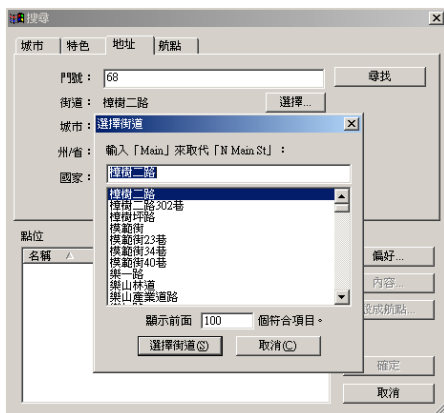 搜尋
城市 特色 地址 航點
門號： 68 尋找
街道： 樟樹二路 選擇...
城市：
州/省：
國家：
選擇街道
輸入「Main」來取代「N Main St」：
樟樹二路
樟樹二路
樟樹二路302巷
樟樹坪路
模範街
模範街23巷
模範街34巷
模範街40巷
樂一路
樂山林道
樂山產業道路
顯示前面 100 個符合項目。
選擇街道(S) 取消(C)
點位
名稱
偏好...
內容...
設成航點...
確定
取消